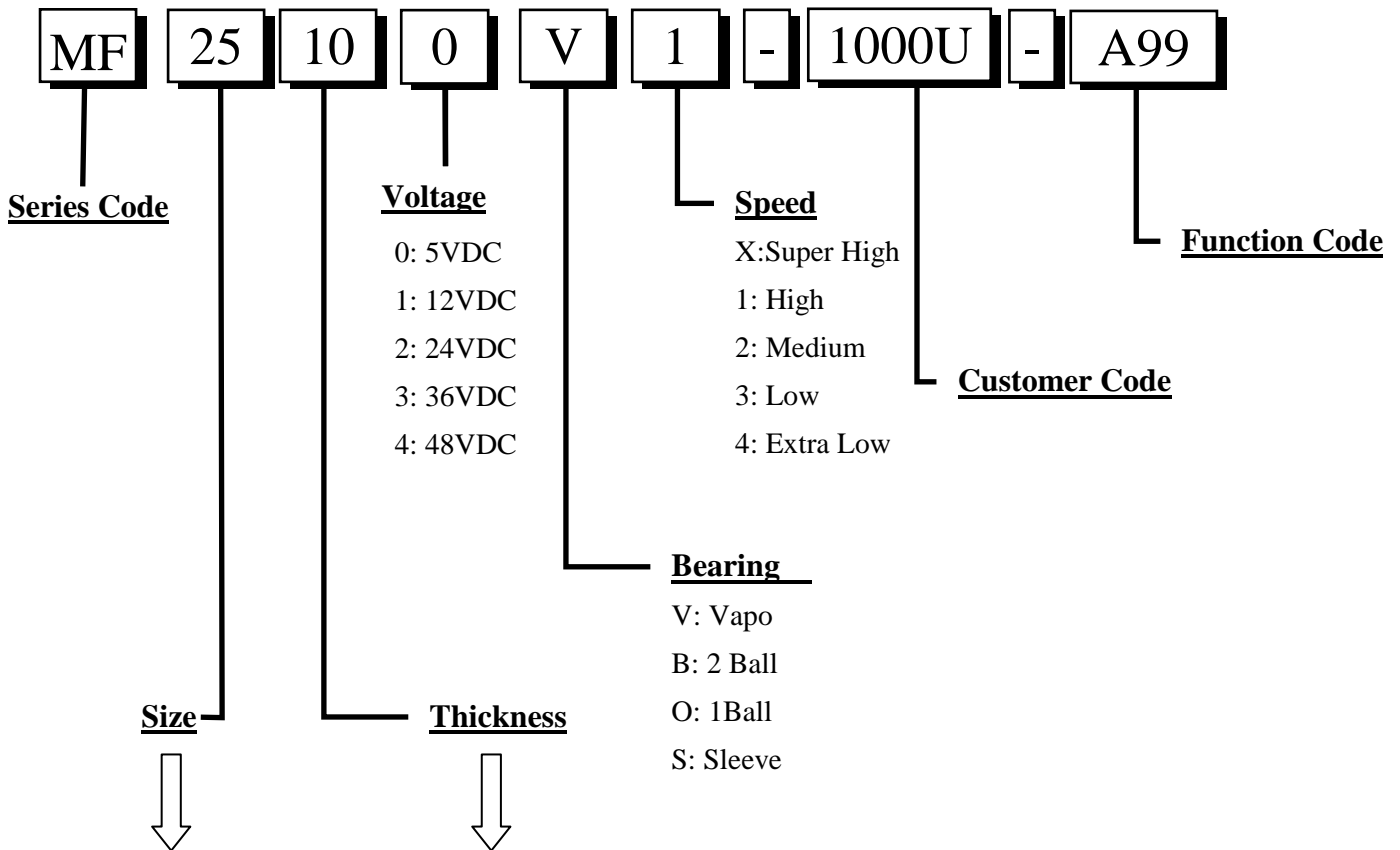 MF 25 10 0 V 1 - 1000U - A99
Series Code
Voltage
0: 5VDC
1: 12VDC
2: 24VDC
3: 36VDC
4: 48VDC
Speed
X:Super High
1: High
2: Medium
3: Low
4: Extra Low
Function Code
Customer Code
Bearing
V: Vapo
B: 2 Ball
O: 1Ball
S: Sleeve
Size
Thickness